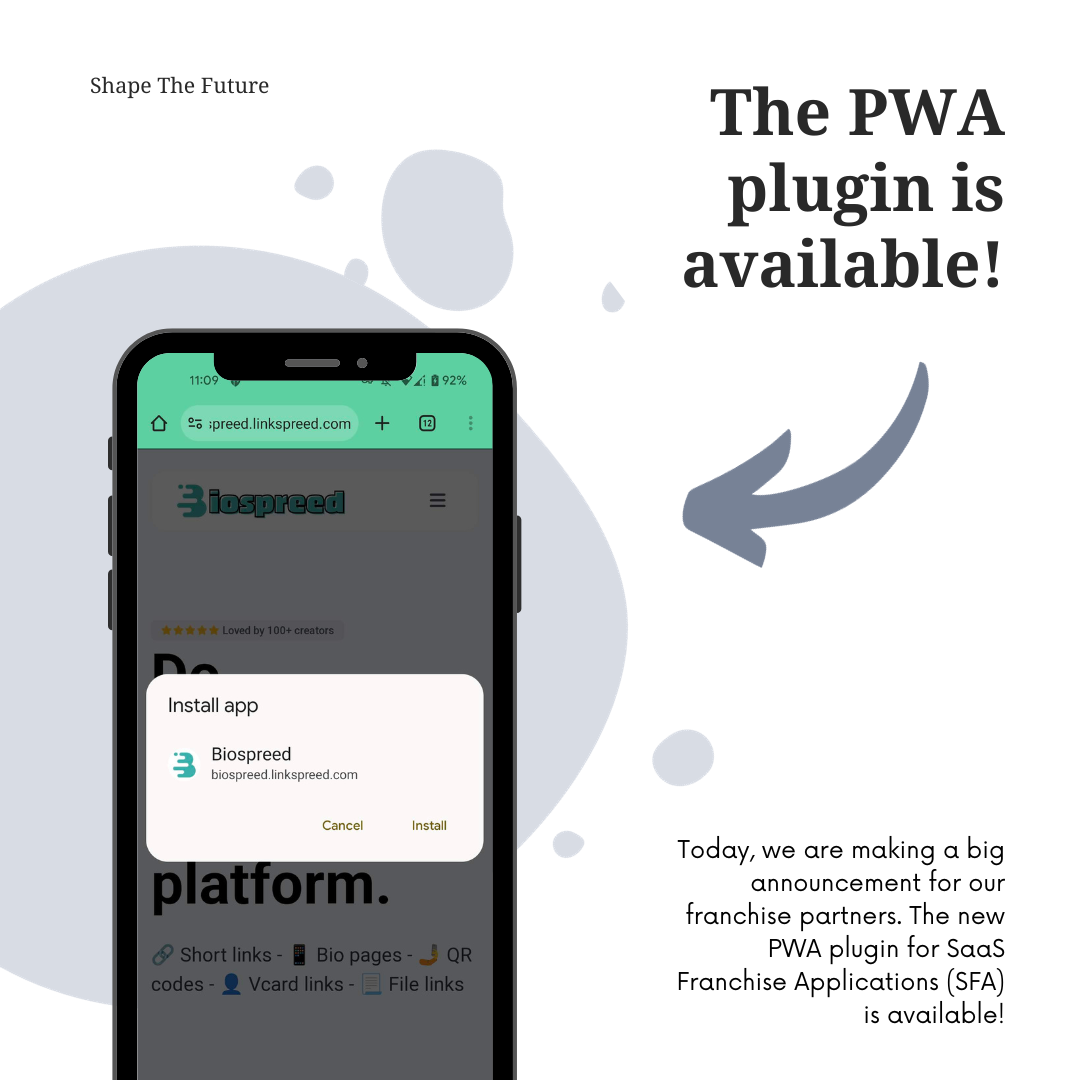 Shape The Future
The PWA
plugin is
available!
11:09
92%
spreed.linkspreed.com
12
Biospreed
Loved by 100+ creators
Do
Install app
Biospreed
biospreed.linkspreed.com
Cancel
Install
platform.
🔗 Short links - 📱 Bio pages - 🤳 QR
codes - 👤 Vcard links - 📃 File links
Today, we are making a big
announcement for our
franchise partners. The new
PWA plugin for SaaS
Franchise Applications (SFA)
is available!